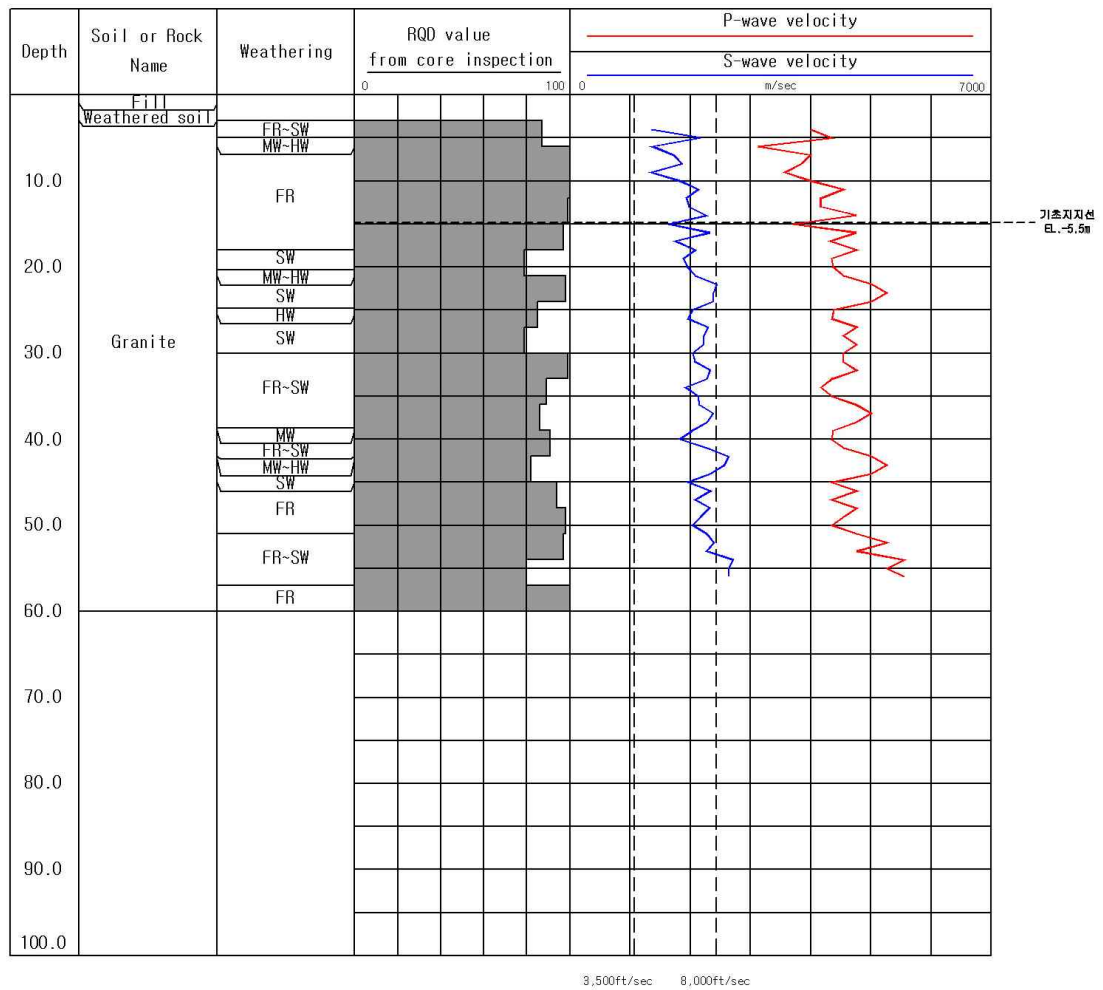 Depth
Soil or Rock
Name
Weathering
RQD value
from core inspection
0 100
P-wave velocity
S-wave velocity
0 m/sec 7000
Fill
Weathered soil
FR~SW
MW~HW
10.0
FR
기초지지선
EL.-5.5m
SW
20.0
MW~HW
SW
HW
SW
Granite
30.0
FR~SW
MW
40.0
FR~SW
MW~HW
SW
FR
50.0
FR~SW
FR
60.0
70.0
80.0
90.0
100.0
3,500ft/sec 8,000ft/sec